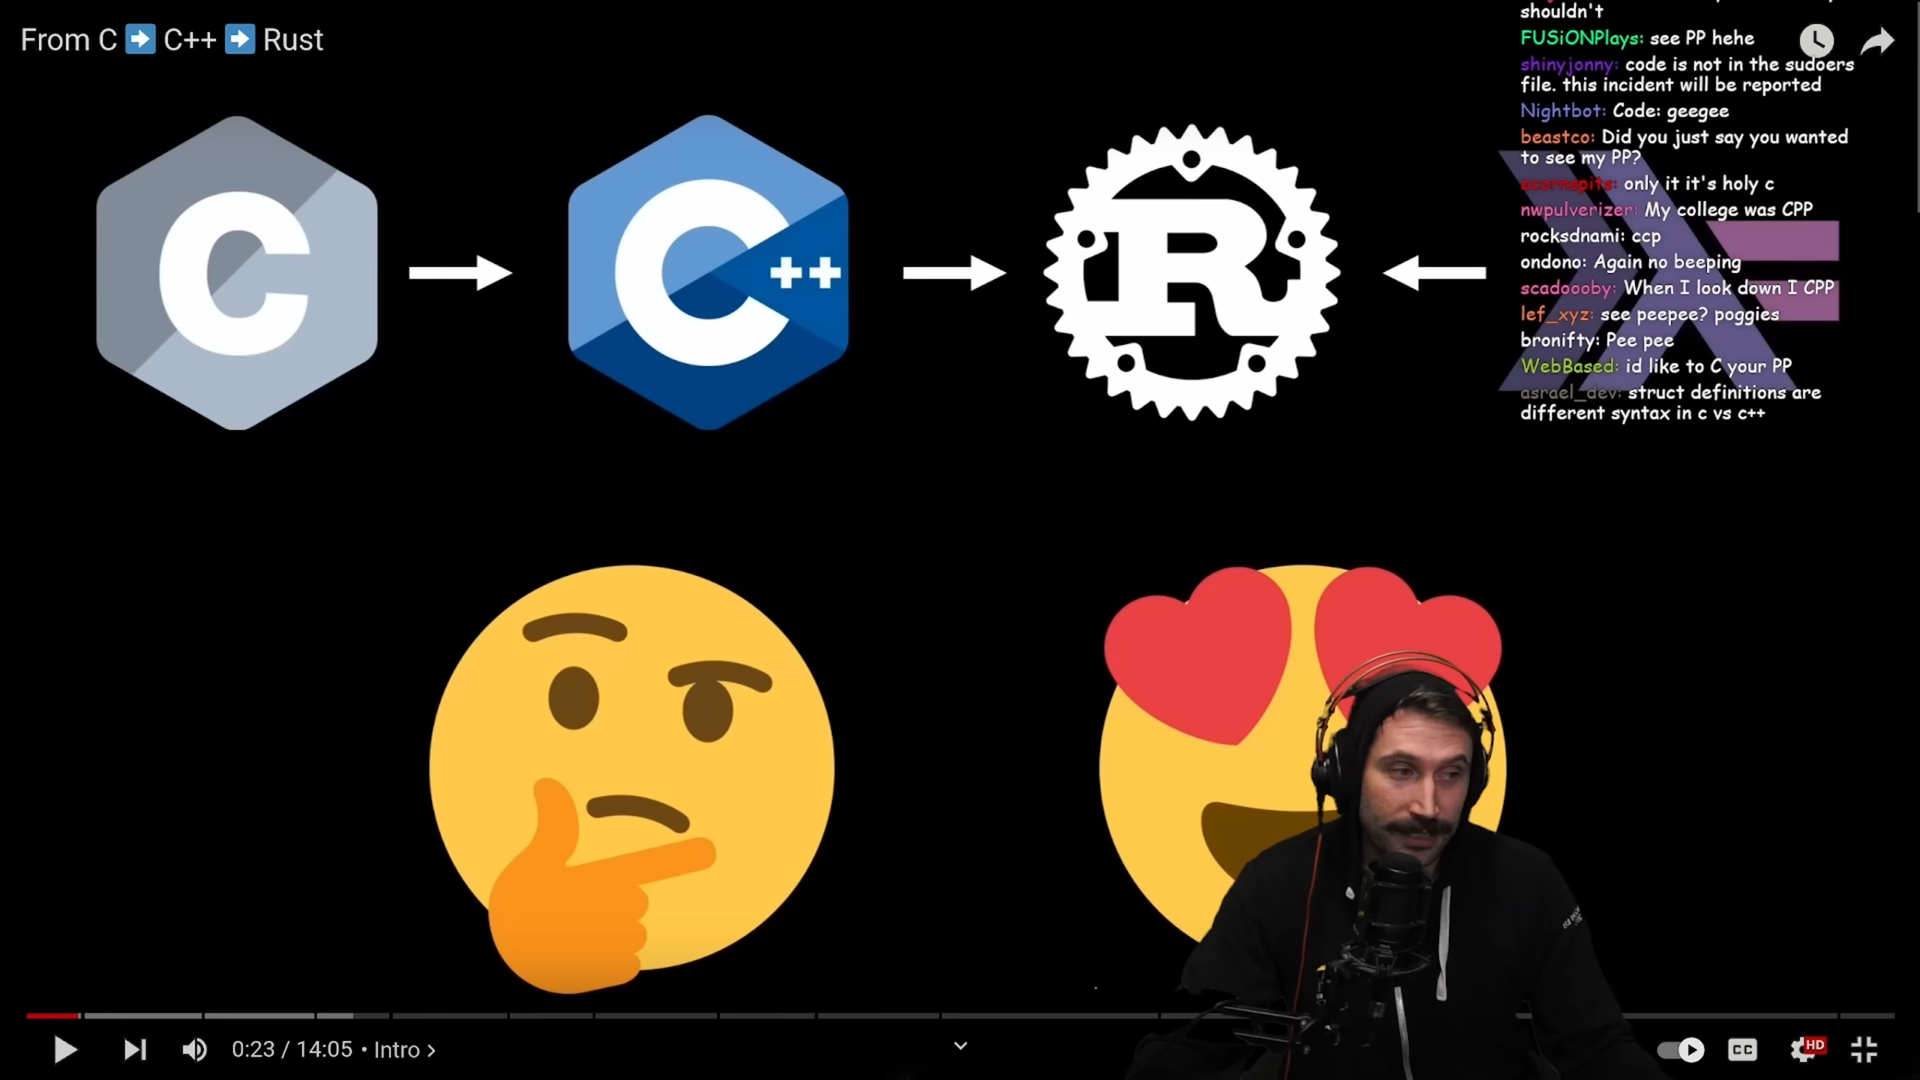 From C ➡ C++ ➡ Rust
shouldn't
FUSiONPlays: see PP hehe
shinyjonny: code is not in the sudoers
file. this incident will be reported
Nightbot: Code: geegee
beastco: Did you just say you wanted
to see my PP?
acornspits: only it it's holy c
nwpulverizer: My college was CPP
rocksdnami: ccp
ondono: Again no beeping
scadoooby: When I look down I CPP
lef_xyz: see peepee? poggies
bronifty: Pee pee
WebBased: id like to C your PP
asrael_dev: struct definitions are
different syntax in c vs c++
C
C++
R
0:23 / 14:05 • Intro >
CC
HD